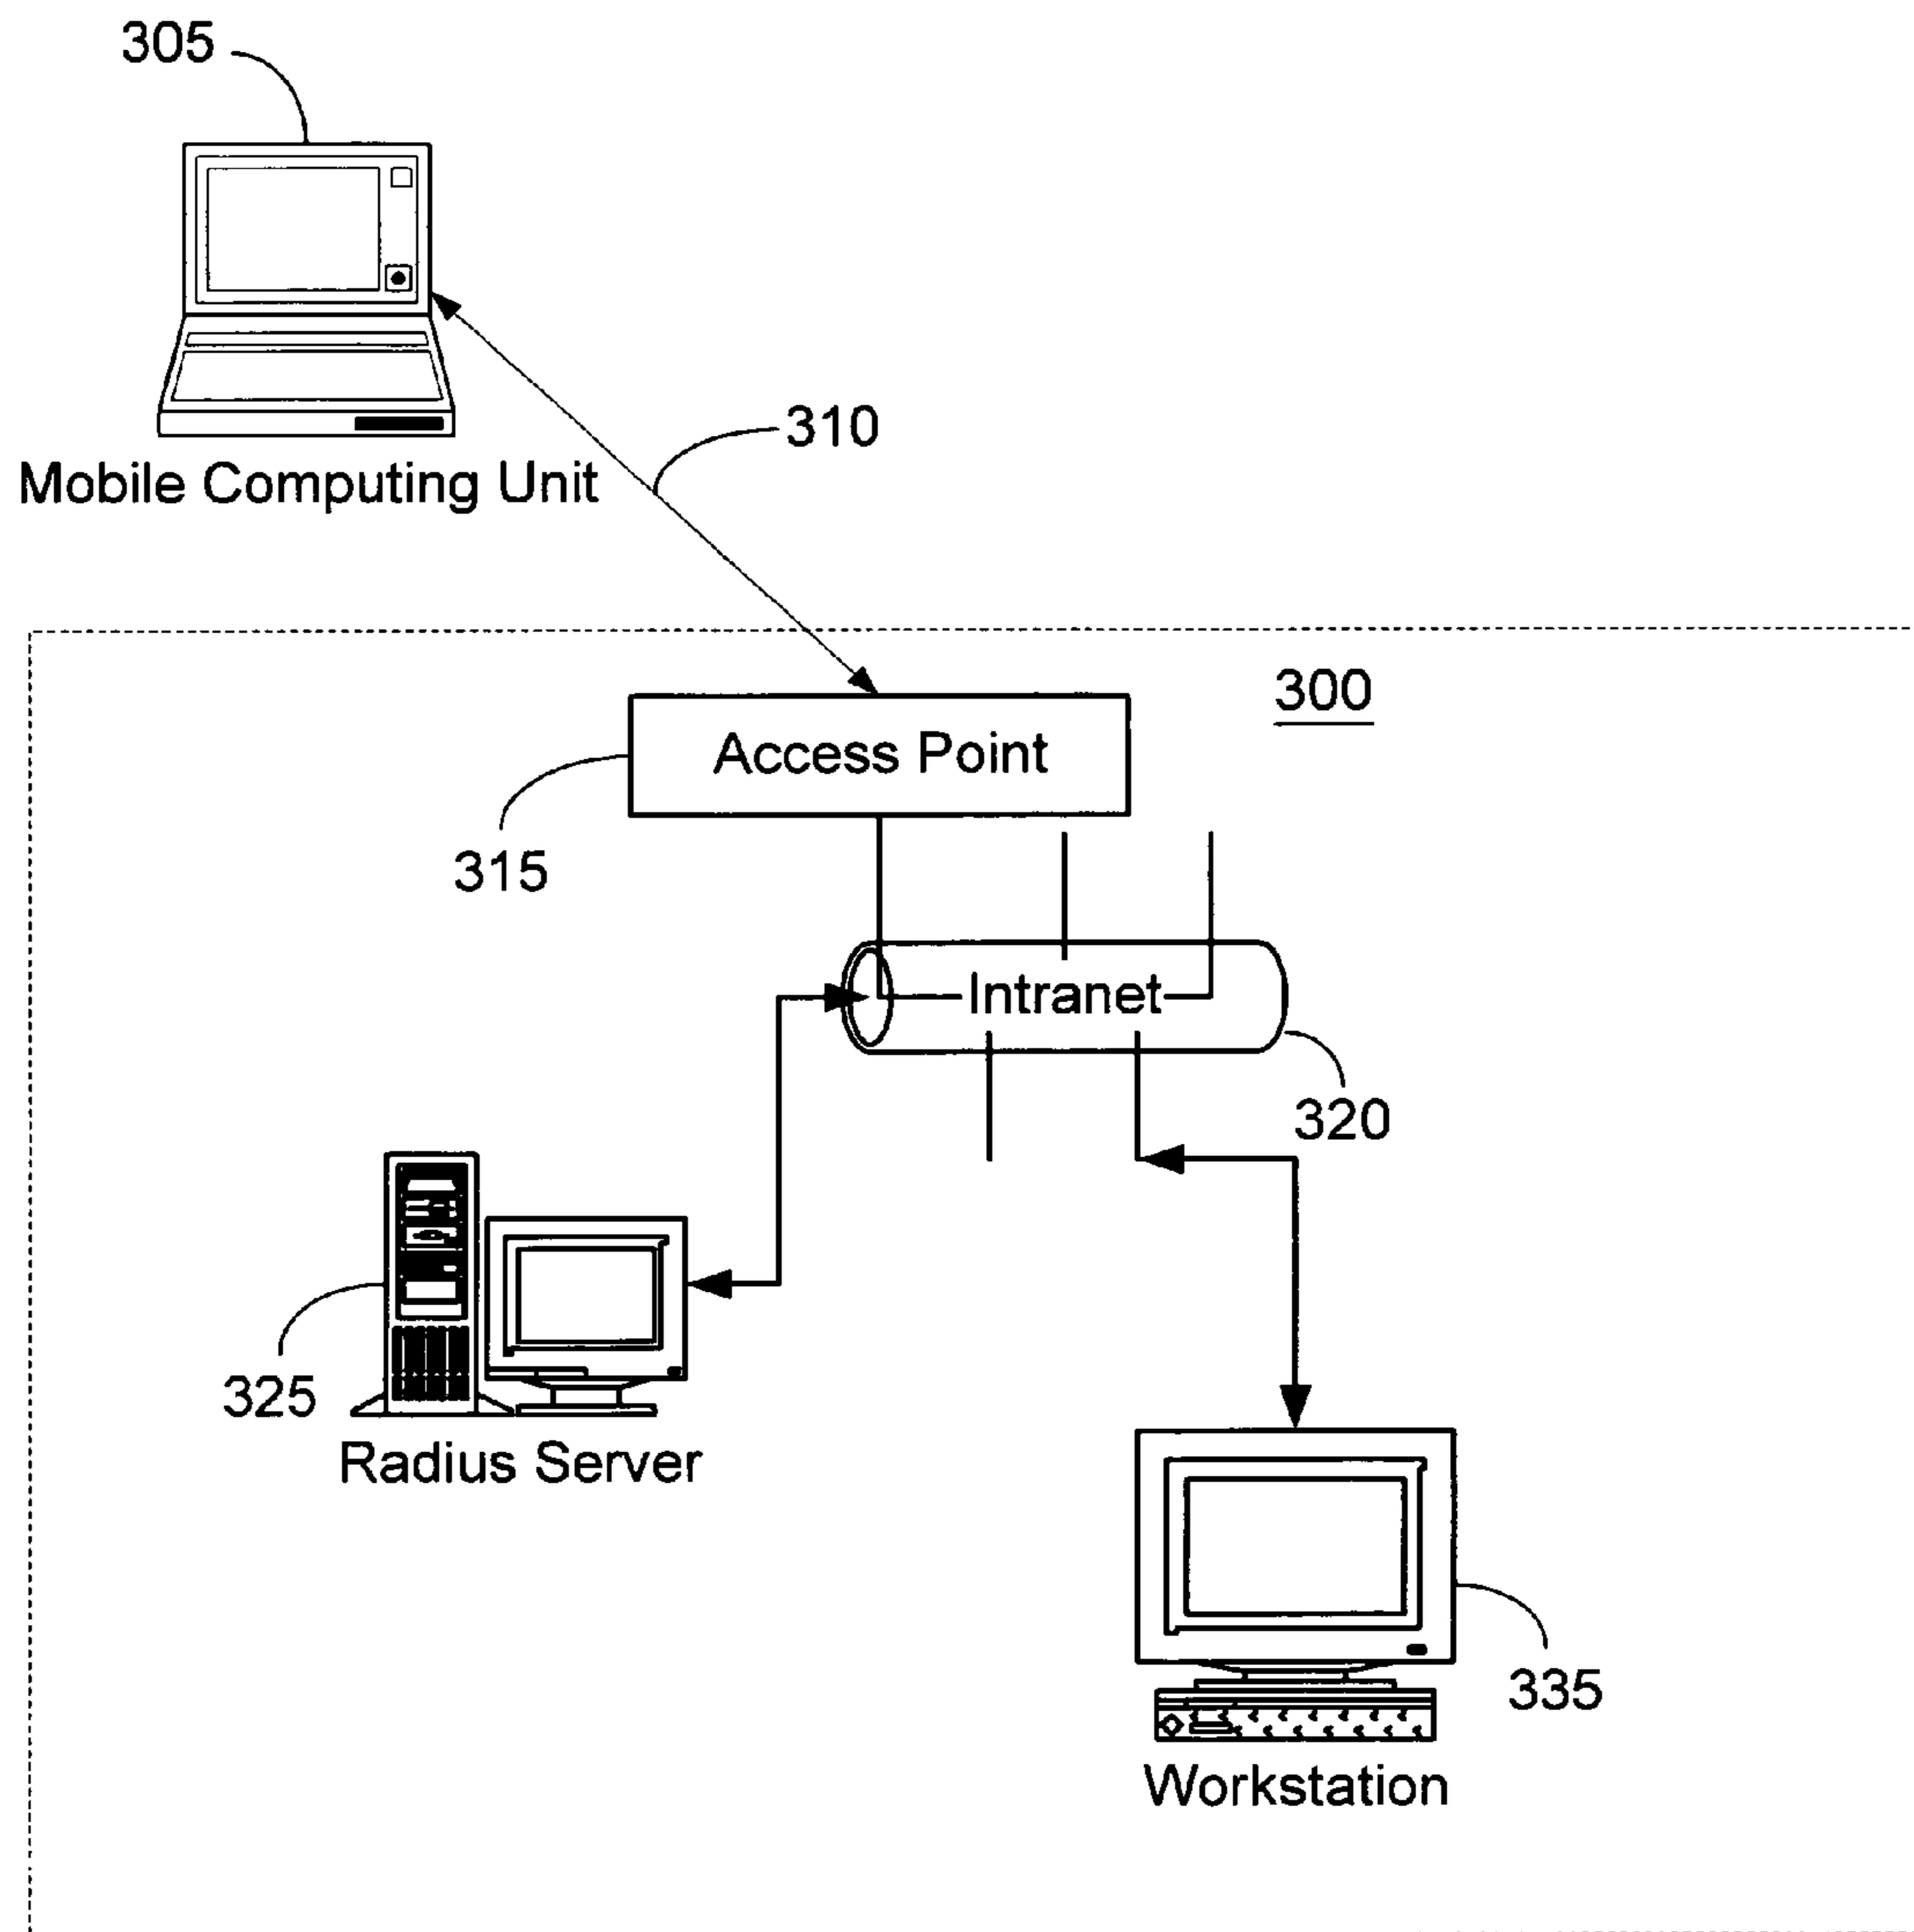 305
310
Mobile Computing Unit
300
Access Point
315
Intranet
320
325
Radius Server
335
Workstation